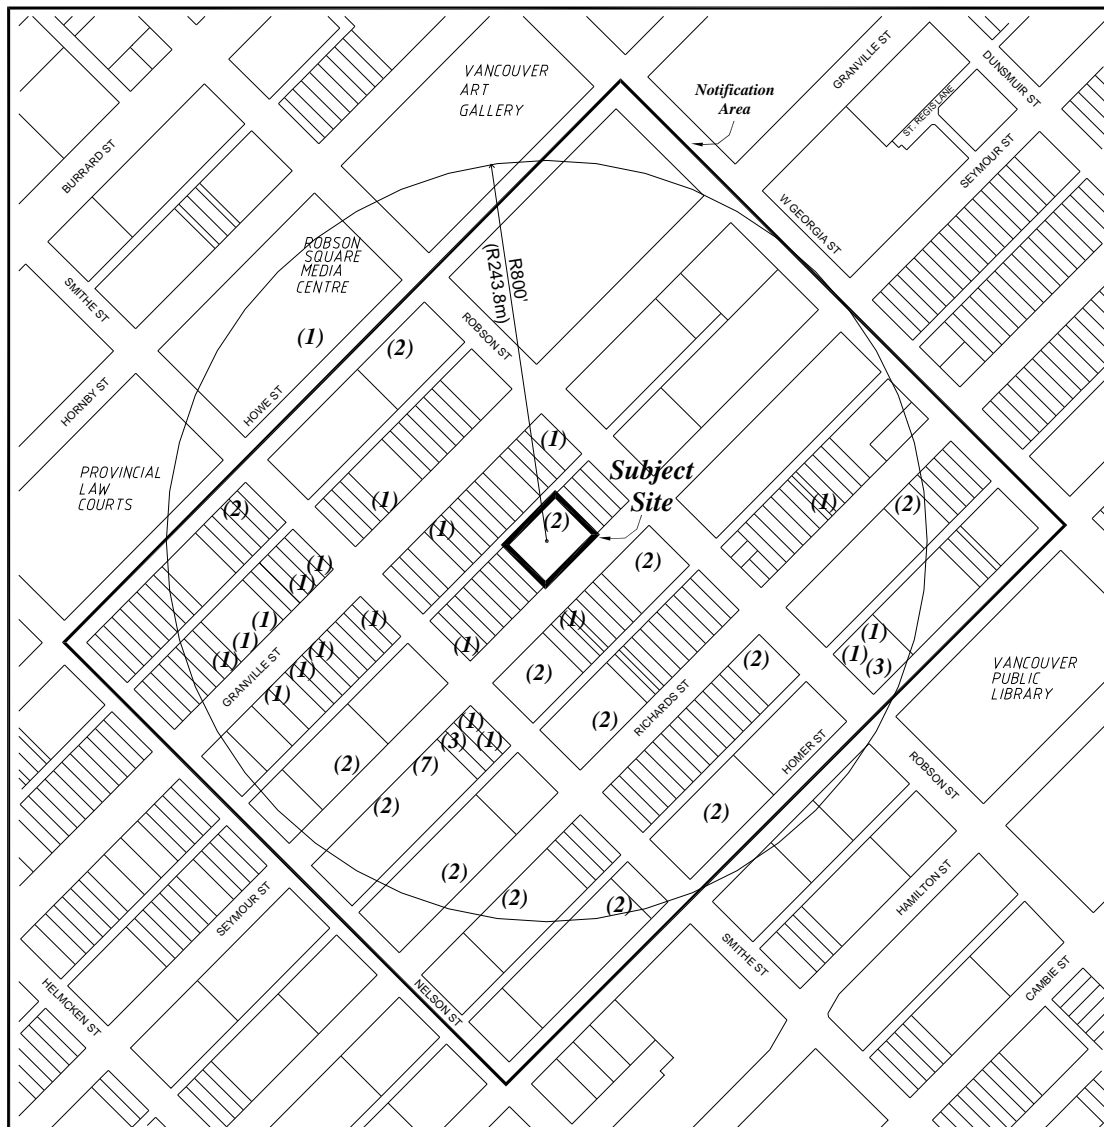 VANCOUVER
ART
GALLERY
Notification
Area
GRANVILLE ST
DUNSMUIR ST
ST. REGIS LANE
SEYMOUR ST
BURRARD ST
W GEORGIA ST
ROBSON
SQUARE
MEDIA
CENTRE
R800'
(R243.8m)
SMITHE ST
(1)
ROBSON ST
(2)
HORNBY ST
HOWE ST
(1)
PROVINCIAL
LAW
COURTS
Subject
Site
(2)
(1)
(1)
(2)
(1)
(2)
(1)
(1)
(2)
(1)
(1)
(1)
(1)
(1)
(1)
(1)
(1)
(1)
(1)
(1)
(3)
GRANVILLE ST
(2)
(2)
VANCOUVER
PUBLIC
LIBRARY
(1)
RICHARDS ST
(2)
(1)
(3)
(1)
HOMER ST
(7)
(2)
(2)
ROBSON ST
(2)
(2)
(2)
(2)
HAMILTON ST
SEYMOUR ST
SMITHE ST
CAMBIE ST
NELSON ST
HELMCKEN ST